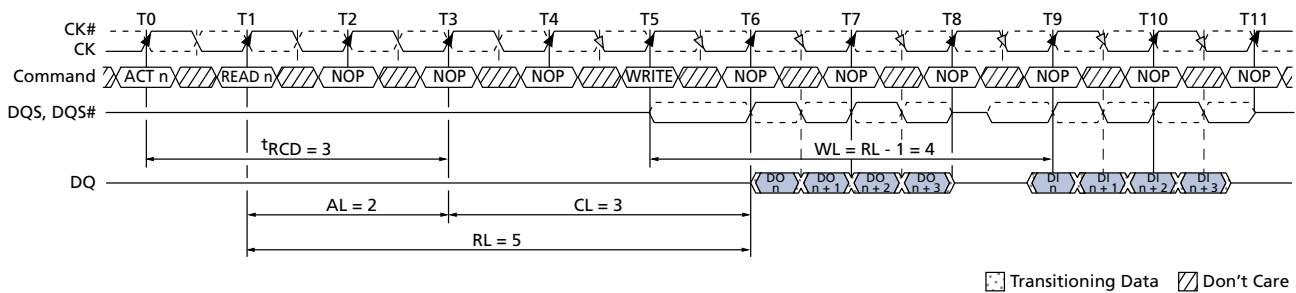 T0 T1 T2 T3 T4 T5 T6 T7 T8 T9 T10 T11
CK#
CK
Command ACT n READ n NOP NOP NOP WRITE NOP NOP NOP NOP NOP NOP
DQS, DQS#
tRCD = 3 WL = RL - 1 = 4
DQ DO n DO n + 1 DO n + 2 DO n + 3 DI n DI n + 1 DI n + 2 DI n + 3
AL = 2 CL = 3
RL = 5
Transitioning Data Don't Care